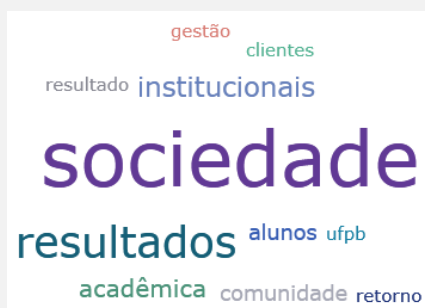 gestão
clientes
resultado institucionais
sociedade
resultados alunos ufpb
acadêmica comunidade retorno